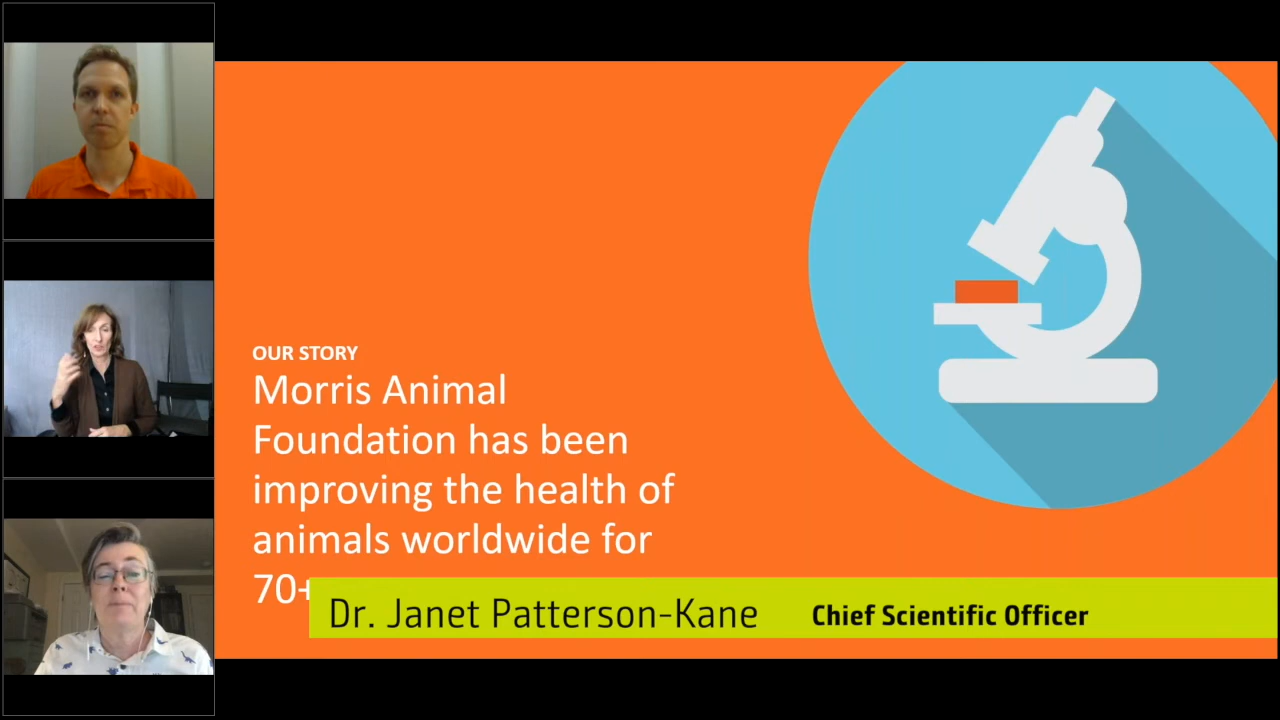 OUR STORY
Morris Animal
Foundation has been
improving the health of
animals worldwide for
70+
Dr. Janet Patterson-Kane Chief Scientific Officer